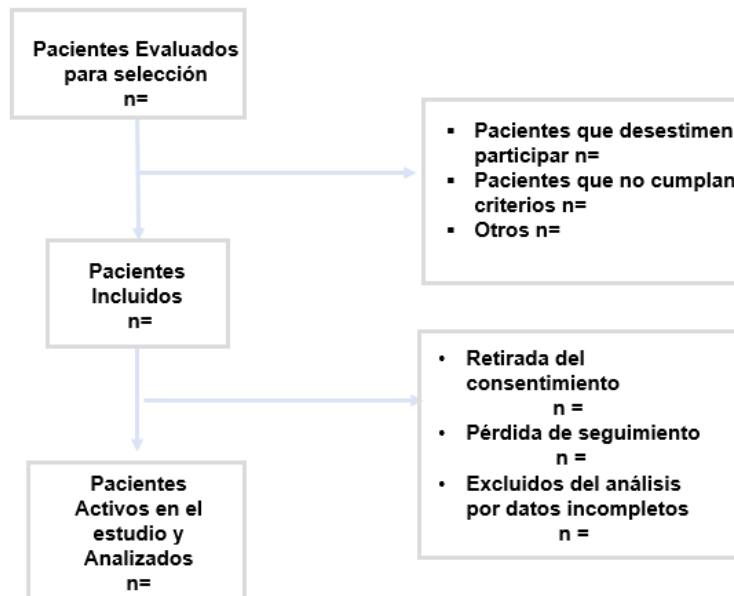 Pacientes Evaluados
para selección
n=
▪ Pacientes que desestimen
participar n=
▪ Pacientes que no cumplan
criterios n=
▪ Otros n=
Pacientes
Incluidos
n=
• Retirada del
consentimiento
n =
• Pérdida de seguimiento
n =
• Excluidos del análisis
por datos incompletos
n =
Pacientes
Activos en el
estudio y
Analizados
n=